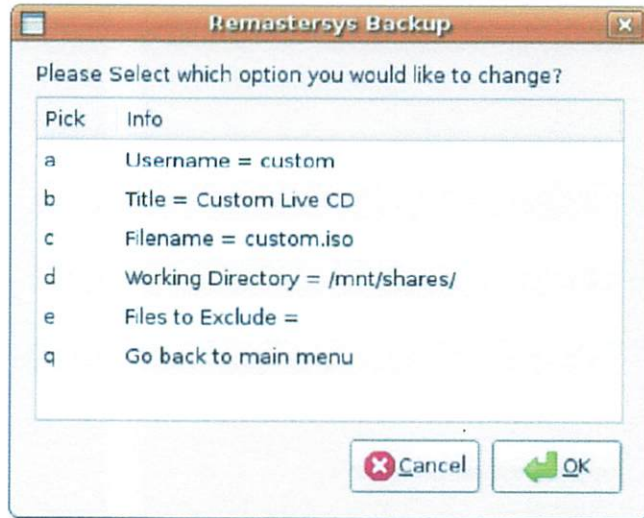 Remastersys Backup
Please Select which option you would like to change?
Pick Info
a Username = custom
b Title = Custom Live CD
c Filename = custom.iso
d Working Directory = /mnt/shares/
e Files to Exclude =
q Go back to main menu
Cancel OK